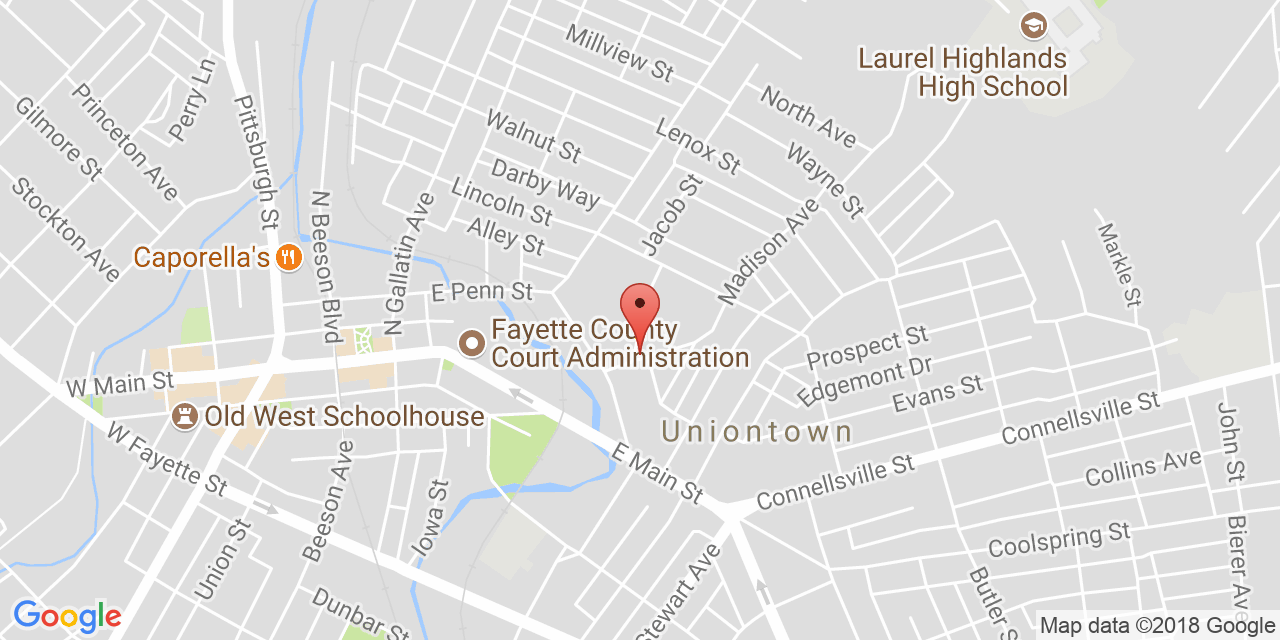 Millview St
Laurel Highlands
High School
Perry Ln
Princeton Ave
Gilmore St
Stockton Ave
Pittsburgh St
North Ave
Walnut St
Lenox St
Wayne St
Darby Way
Lincoln St
Alley St
Jacob St
Madison Ave
N Beeson Blvd
N Gallatin Ave
Markle St
Caporella's
E Penn St
Fayette County
Court Administration
Prospect St
Edgemont Dr
Evans St
W Main St
Old West Schoolhouse
Uniontown
Connellsville St
John St
W Fayette St
E Main St
Connellsville St
Collins Ave
Beeson Ave
Iowa St
Union St
Coolspring St
Bierer Ave
Stewart Ave
Butler S
Dunbar St
Google
Map data ©2018 Google